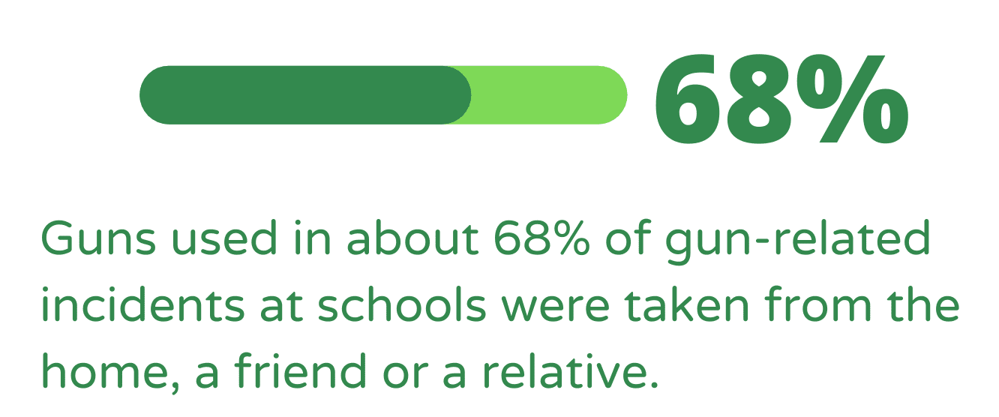 68%
Guns used in about 68% of gun-related
incidents at schools were taken from the
home, a friend or a relative.